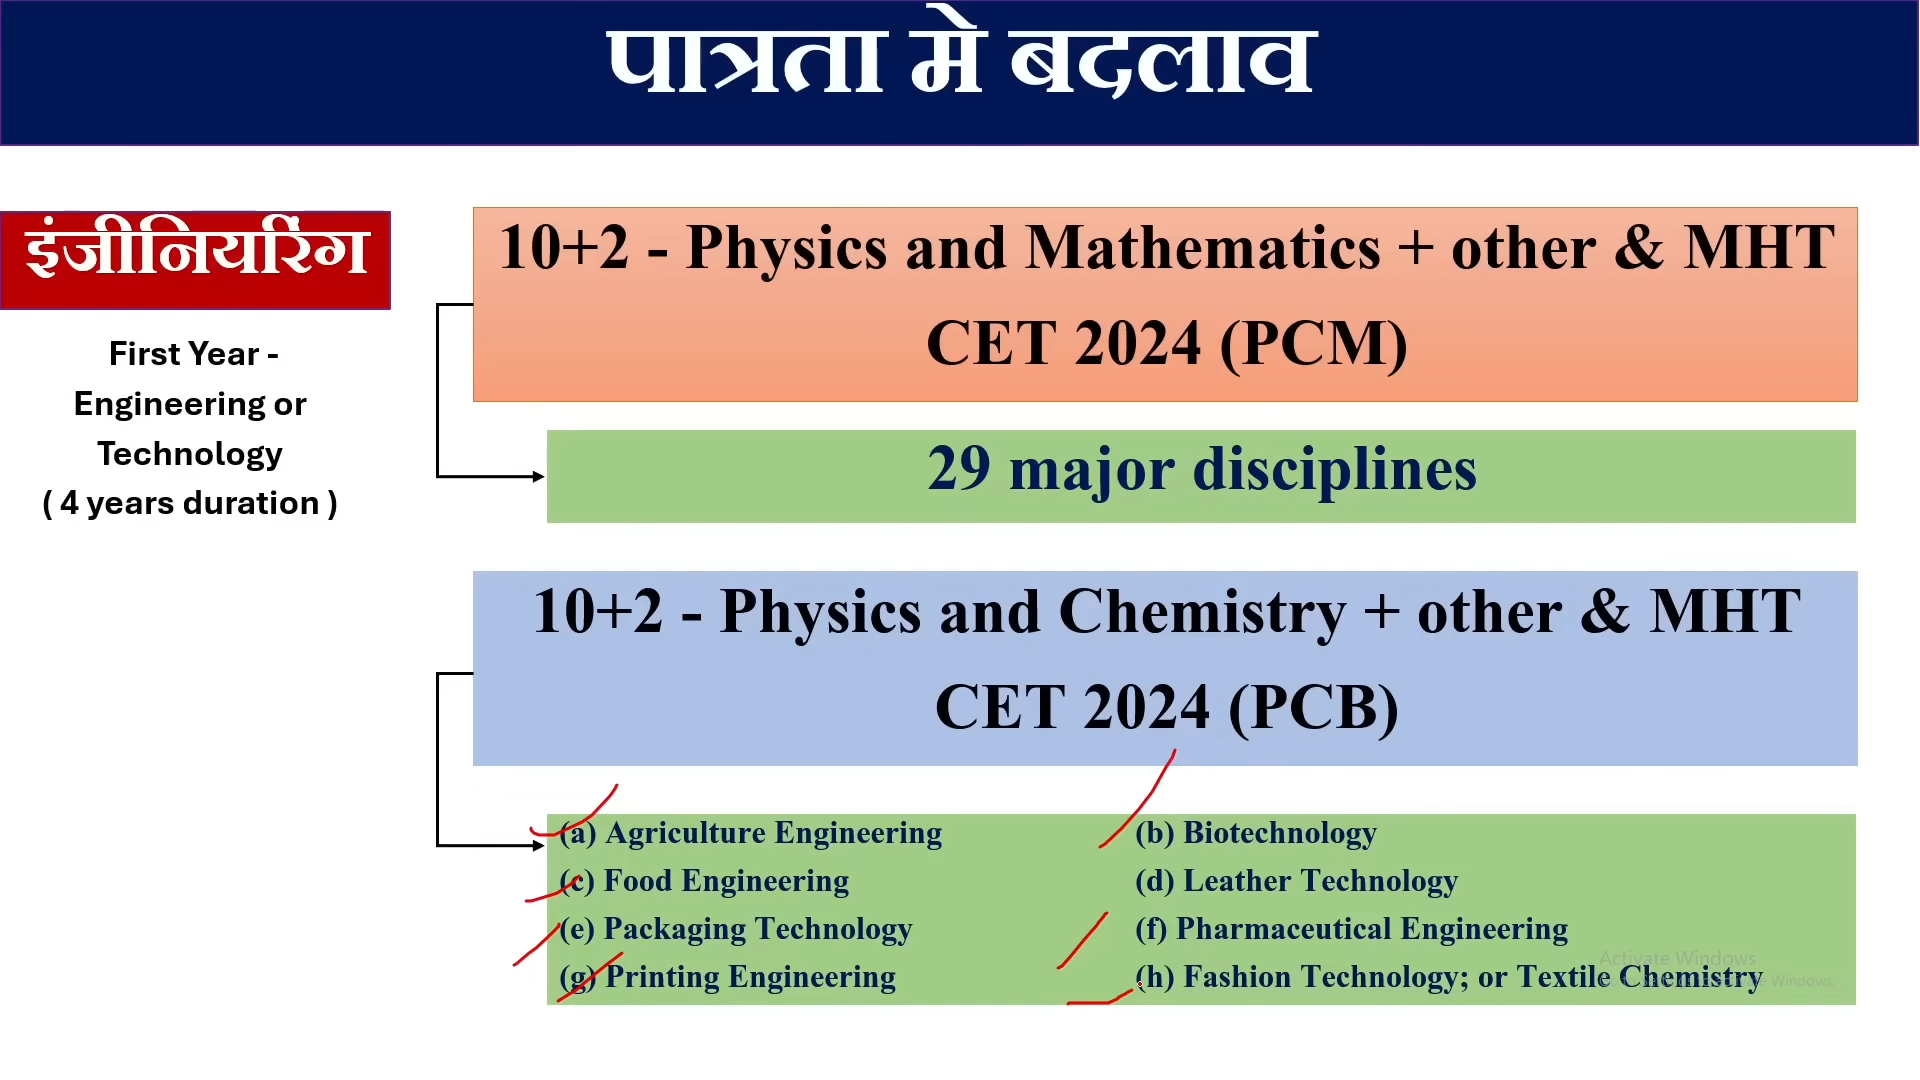 पात्रता मे बदलाव
इंजीनियरिंग
First Year -
Engineering or
Technology
( 4 years duration )
10+2 - Physics and Mathematics + other & MHT
CET 2024 (PCM)
29 major disciplines
10+2 - Physics and Chemistry + other & MHT
CET 2024 (PCB)
(a) Agriculture Engineering (b) Biotechnology
(c) Food Engineering (d) Leather Technology
(e) Packaging Technology (f) Pharmaceutical Engineering
(g) Printing Engineering (h) Fashion Technology; or Textile Chemistry
Activate Windows